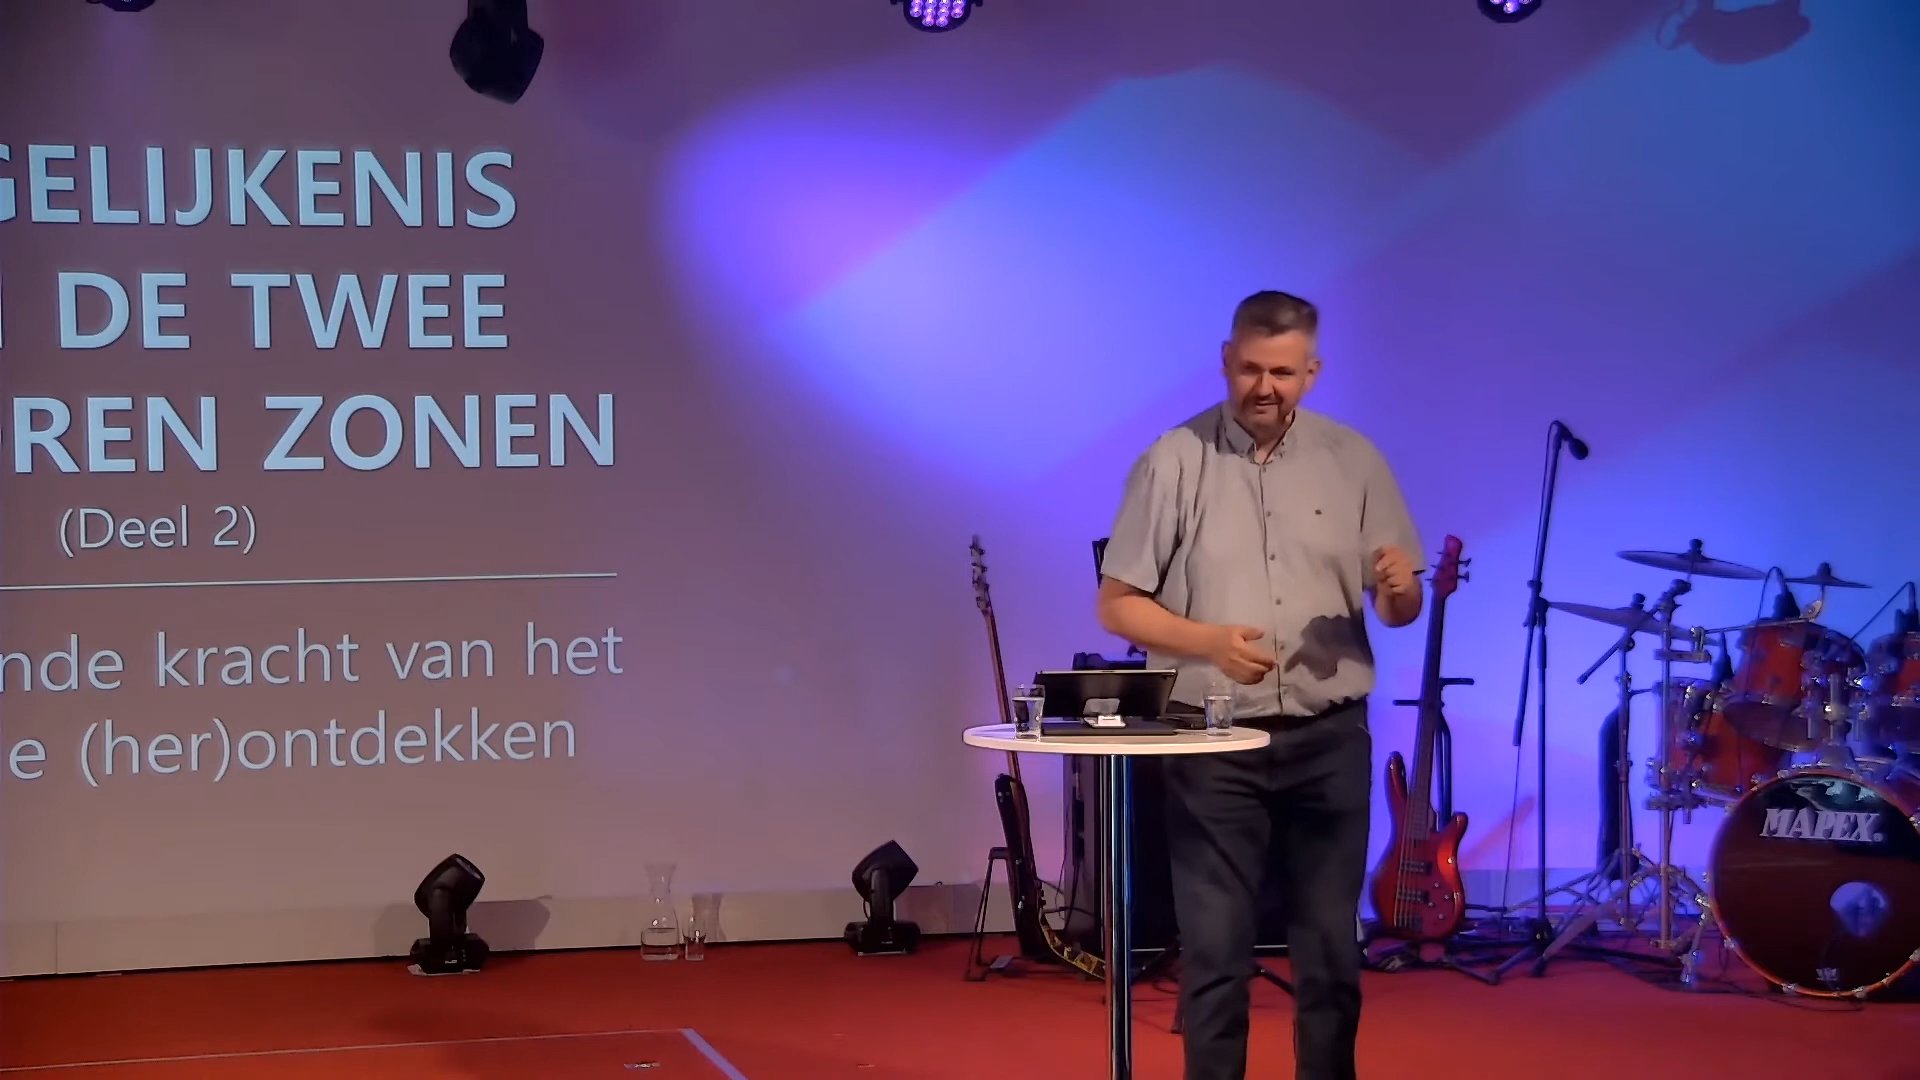 GELIJKENIS
DE TWEE
REN ZONEN
(Deel 2)
nde kracht van het
e (her)ontdekken
MAPEX